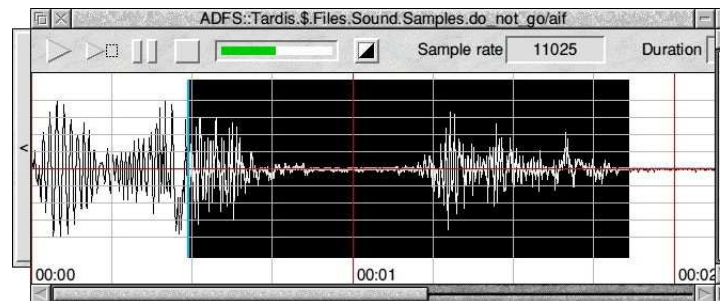 ADFS::Tardis.$.Files.Sound.Samples.do_not_go/aif
Sample rate 11025 Duration
<
00:00 00:01 00:02